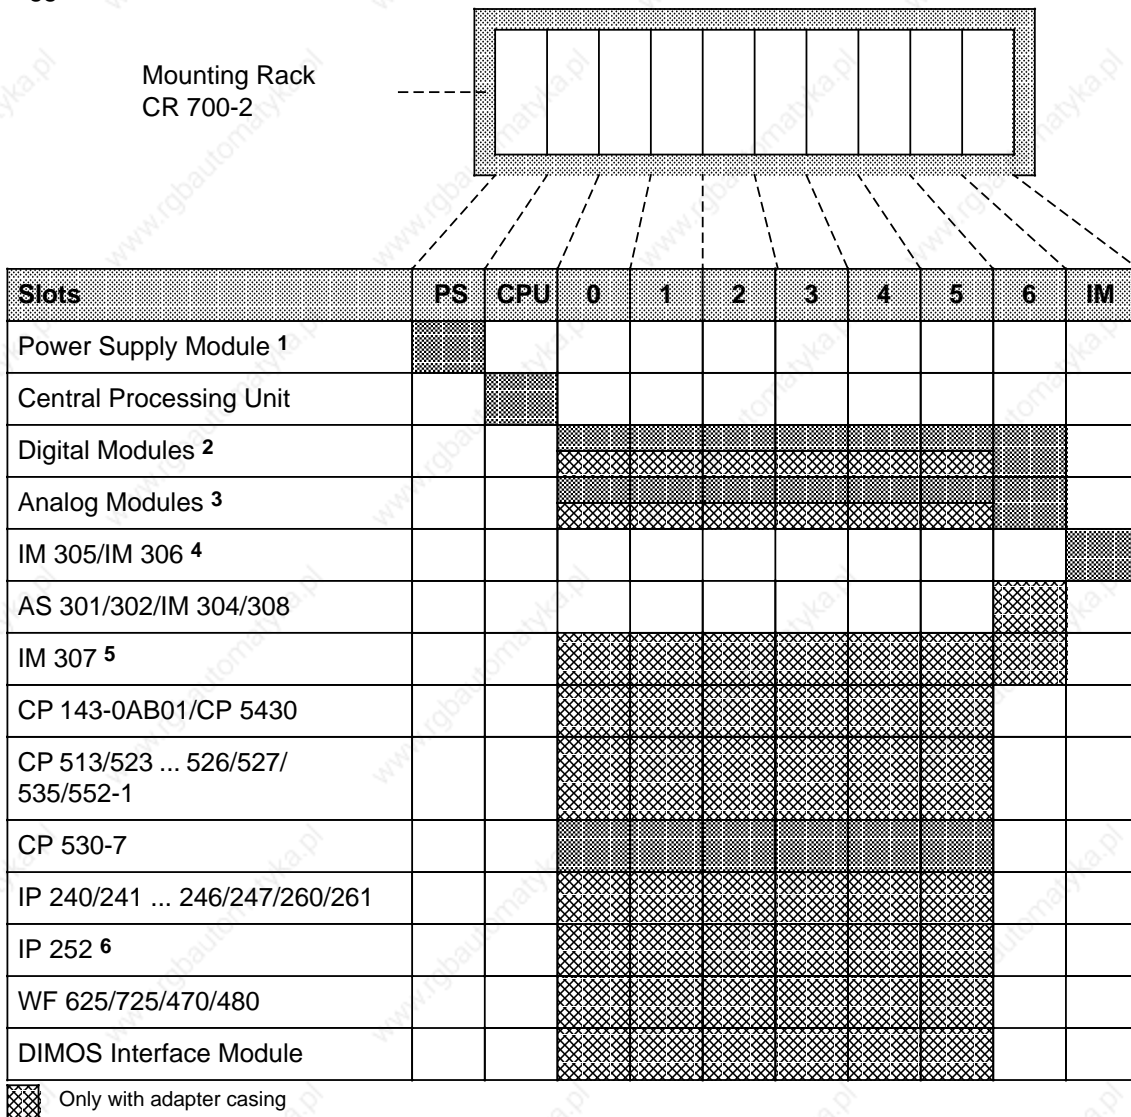 Mounting Rack
CR 700-2
Slots PS CPU 0 1 2 3 4 5 6 IM
Power Supply Module 1
Central Processing Unit
Digital Modules 2
Analog Modules 3
IM 305/IM 306 4
AS 301/302/IM 304/308
IM 307 5
CP 143-0AB01/CP 5430
CP 513/523 ... 526/527/
535/552-1
CP 530-7
IP 240/241 ... 246/247/260/261
IP 252 6
WF 625/725/470/480
DIMOS Interface Module
Only with adapter casing
www.rgbautomatyka.pl